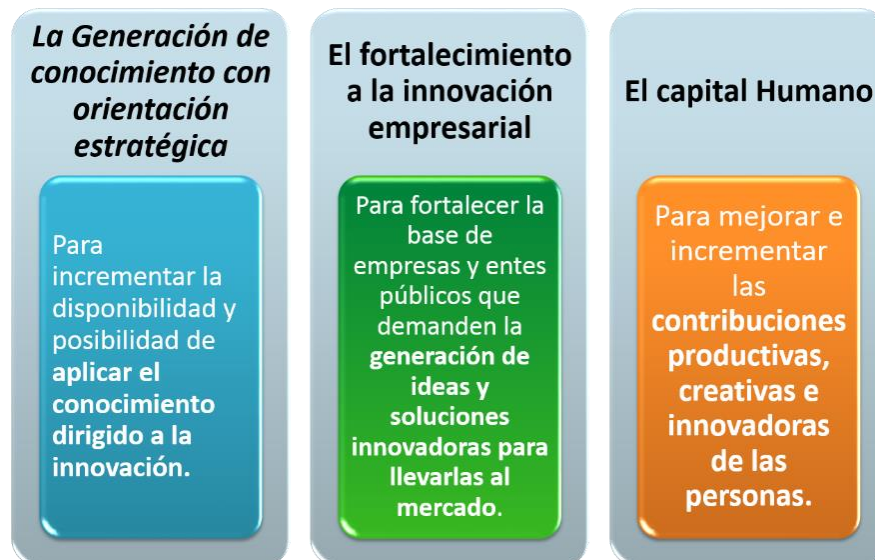 La Generación de
conocimiento con
orientación
estratégica
Para
incrementar la
disponibilidad y
posibilidad de
aplicar el
conocimiento
dirigido a la
innovación.
El fortalecimiento
a la innovación
empresarial
Para fortalecer la
base de
empresas y entes
públicos que
demanden la
generación de
ideas y
soluciones
innovadoras para
llevarlas al
mercado.
El capital Humano
Para mejorar e
incrementar
las
contribuciones
productivas,
creativas e
innovadoras
de las
personas.